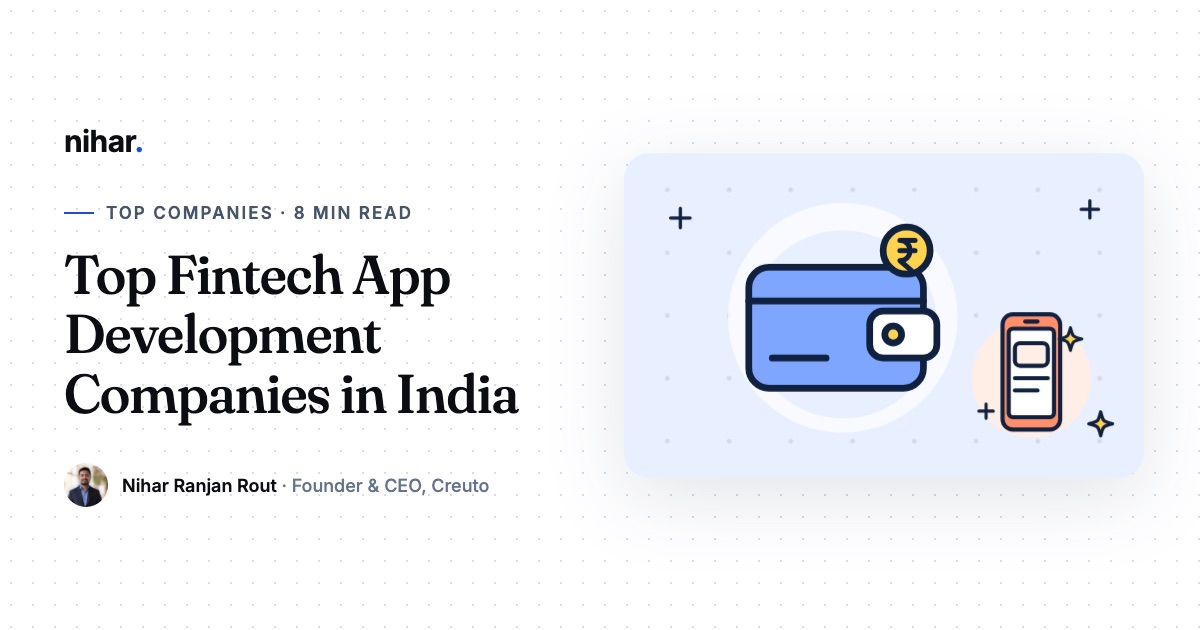 nihar.
TOP COMPANIES · 8 MIN READ
Top Fintech App
Development
Companies in India
Nihar Ranjan Rout · Founder & CEO, Creuto
₹